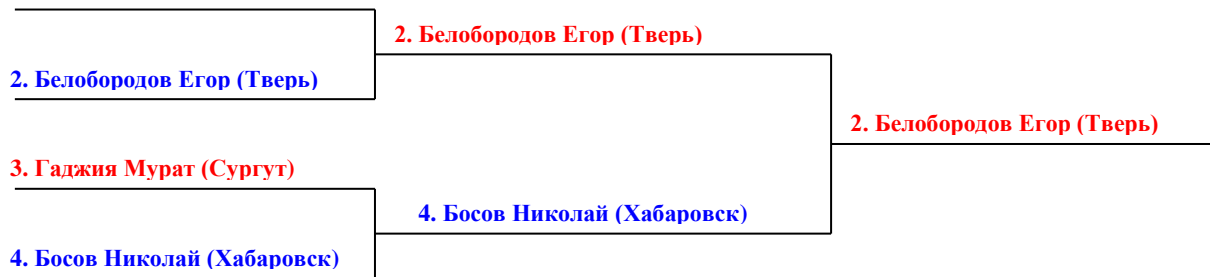 2. Белобородов Егор (Тверь)
2. Белобородов Егор (Тверь)
2. Белобородов Егор (Тверь)
3. Гаджия Мурат (Сургут)
4. Босов Николай (Хабаровск)
4. Босов Николай (Хабаровск)